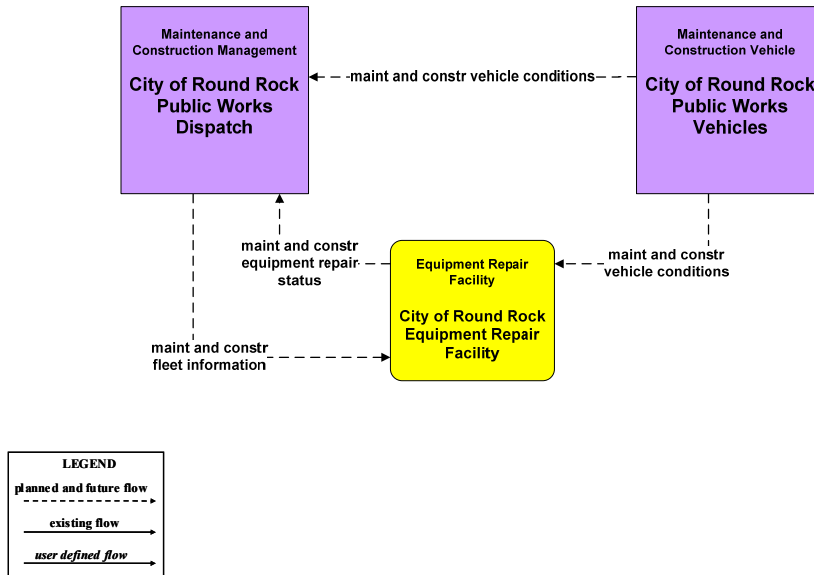 Maintenance and
Construction Management
City of Round Rock
Public Works
Dispatch
Maintenance and
Construction Vehicle
City of Round Rock
Public Works
Vehicles
maint and constr vehicle conditions
maint and constr
equipment repair
status
Equipment Repair
Facility
City of Round Rock
Equipment Repair
Facility
maint and constr
vehicle conditions
maint and constr
fleet information
LEGEND
planned and future flow
existing flow
user defined flow